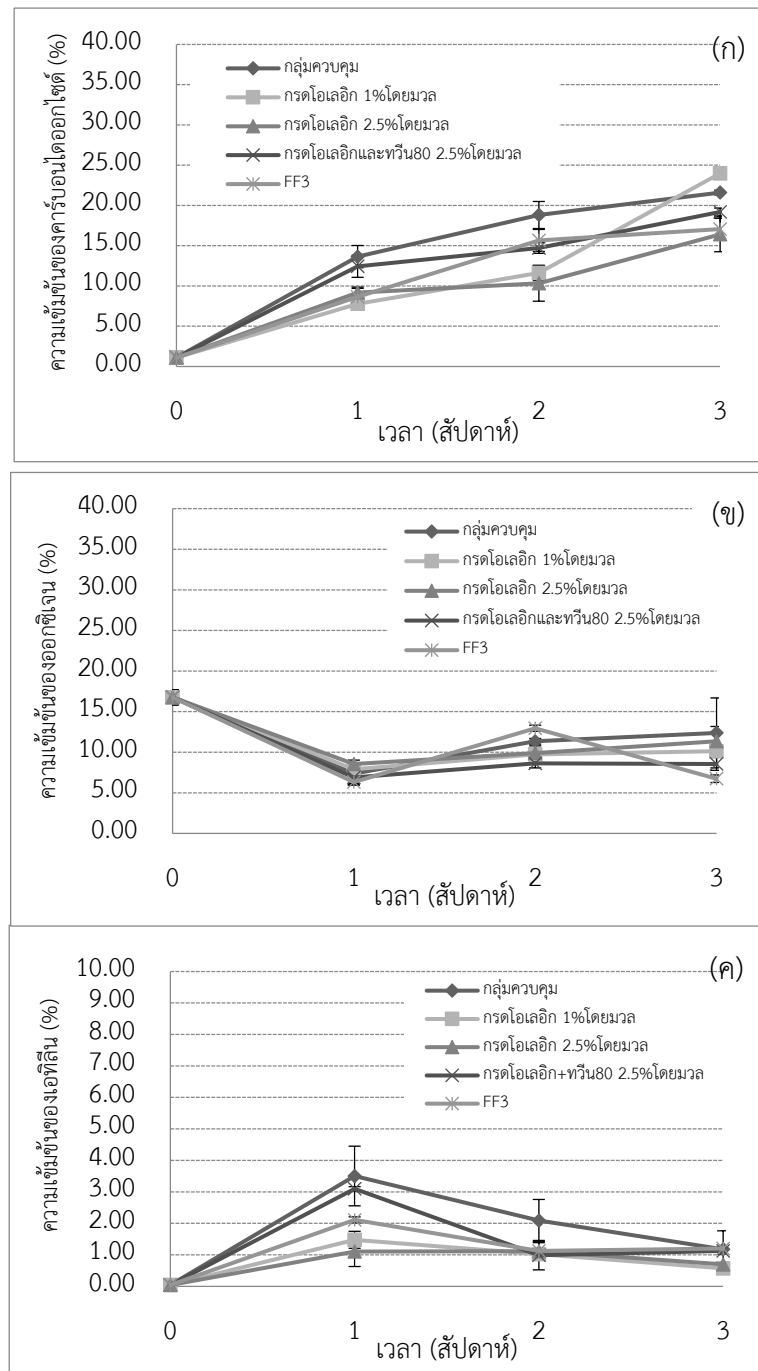 (ก)
ความเข้มข้นของคาร์บอนไดออกไซด์ (%)
40.00
35.00
30.00
25.00
20.00
15.00
10.00
5.00
0.00
กลุ่มควบคุม
กรดโอเลอิก 1%โดยมวล
กรดโอเลอิก 2.5%โดยมวล
กรดโอเลอิกและทวีน80 2.5%โดยมวล
FF3
0 1 2 3
เวลา (สัปดาห์)
(ข)
ความเข้มข้นของออกซิเจน (%)
40.00
35.00
30.00
25.00
20.00
15.00
10.00
5.00
0.00
กลุ่มควบคุม
กรดโอเลอิก 1%โดยมวล
กรดโอเลอิก 2.5%โดยมวล
กรดโอเลอิกและทวีน80 2.5%โดยมวล
FF3
0 1 2 3
เวลา (สัปดาห์)
(ค)
ความเข้มข้นของเอทิลีน (%)
10.00
9.00
8.00
7.00
6.00
5.00
4.00
3.00
2.00
1.00
0.00
กลุ่มควบคุม
กรดโอเลอิก 1%โดยมวล
กรดโอเลอิก 2.5%โดยมวล
กรดโอเลอิก+ทวีน80 2.5%โดยมวล
FF3
0 1 2 3
เวลา (สัปดาห์)